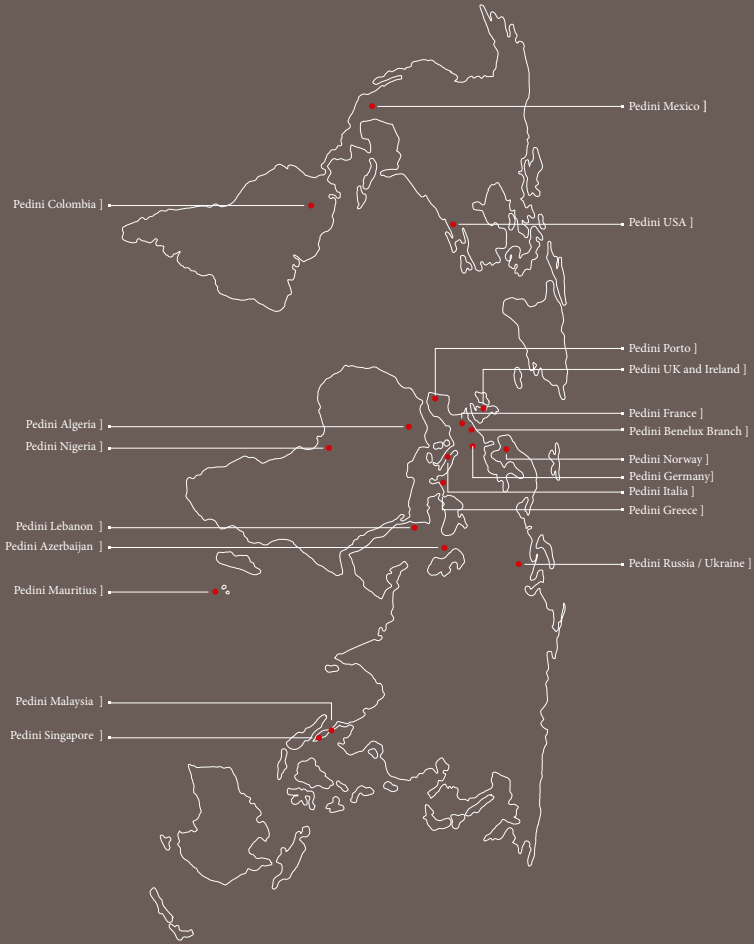 Pedini Mexico ]
Pedini Colombia ]
Pedini USA ]
Pedini Porto ]
Pedini UK and Ireland ]
Pedini France ]
Pedini Algeria ]
Pedini Benelux Branch ]
Pedini Nigeria ]
Pedini Norway ]
Pedini Germany]
Pedini Italia ]
Pedini Greece ]
Pedini Lebanon ]
Pedini Azerbaijan ]
Pedini Russia / Ukraine ]
Pedini Mauritius ]
Pedini Malaysia ]
Pedini Singapore ]